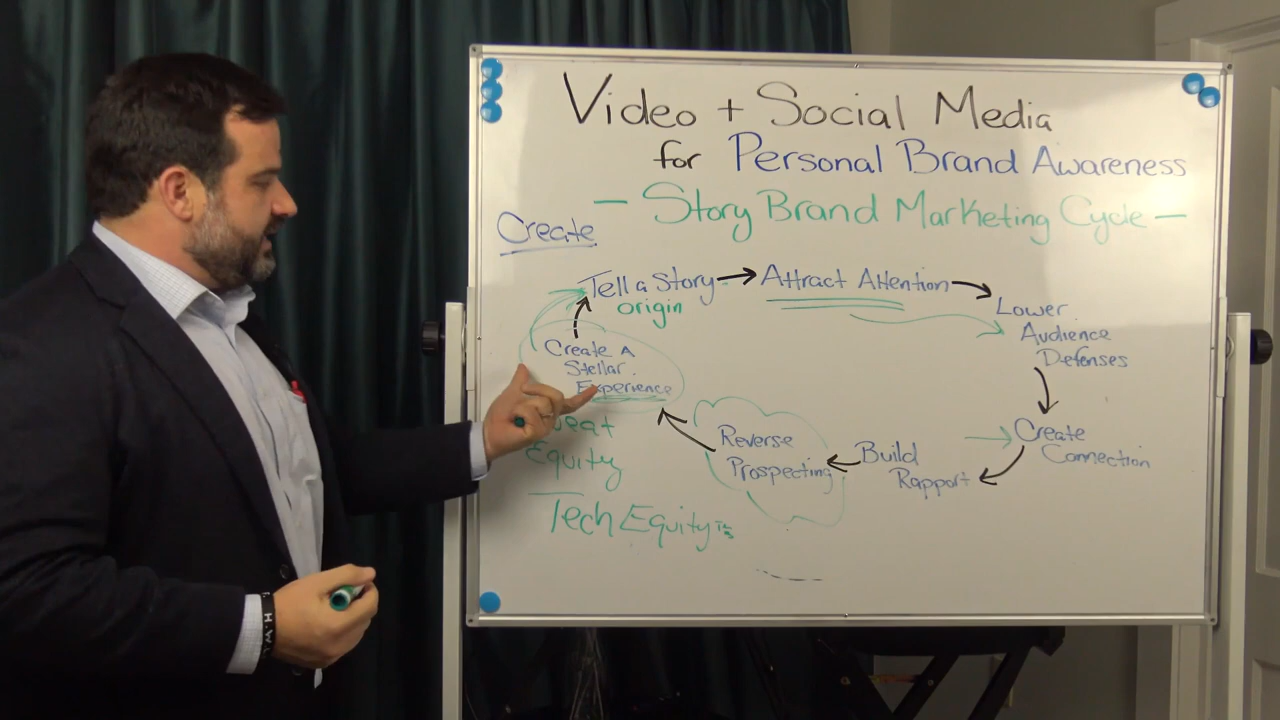 Video + Social Media
for Personal Brand Awareness
- Story Brand Marketing Cycle -
Create
Tell a Story
origin
Attract Attention
Lower
Audience
Defenses
Create
Connection
Build
Rapport
Reverse
Prospecting
Create A
Stellar
Experience
Equity
Tech Equity
H.W.